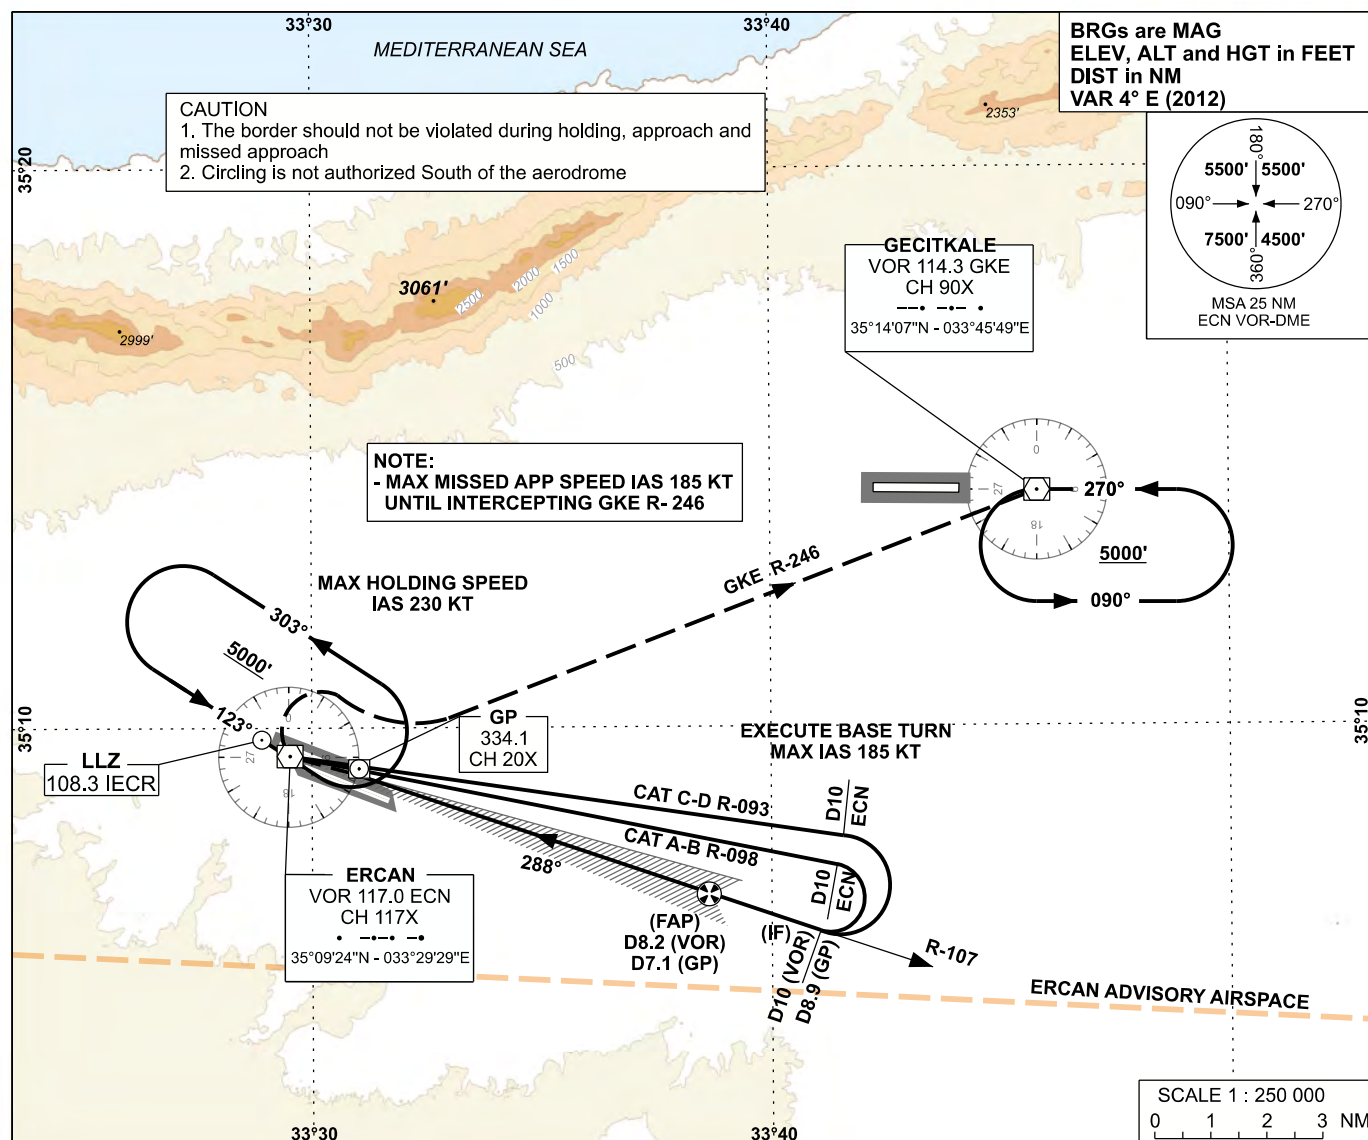 33°30
33°40
MEDITERRANEAN SEA
BRGs are MAG
ELEV, ALT and HGT in FEET
DIST in NM
VAR 4° E (2012)
CAUTION
1. The border should not be violated during holding, approach and
missed approach
2. Circling is not authorized South of the aerodrome
2353'
35°20
180°
5500' 5500'
090° 270°
7500' 4500'
360°
MSA 25 NM
ECN VOR-DME
GECITKALE
VOR 114.3 GKE
CH 90X
35°14'07"N - 033°45'49"E
3061'
2999'
2500
2000
1500
1000
500
NOTE:
- MAX MISSED APP SPEED IAS 185 KT
UNTIL INTERCEPTING GKE R- 246
0
27
18
270°
5000'
090°
GKE R-246
MAX HOLDING SPEED
IAS 230 KT
303°
5000'
123°
0
27
18
35°10
35°10
LLZ
108.3 IECR
GP
334.1
CH 20X
EXECUTE BASE TURN
MAX IAS 185 KT
CAT C-D R-093
D10
ECN
CAT A-B R-098
D10
ECN
288°
ERCAN
VOR 117.0 ECN
CH 117X
35°09'24"N - 033°29'29"E
(FAP)
D8.2 (VOR)
D7.1 (GP)
(IF)
D10 (VOR)
D8.9 (GP)
R-107
ERCAN ADVISORY AIRSPACE
SCALE 1 : 250 000
0 1 2 3 NM
33°30
33°40